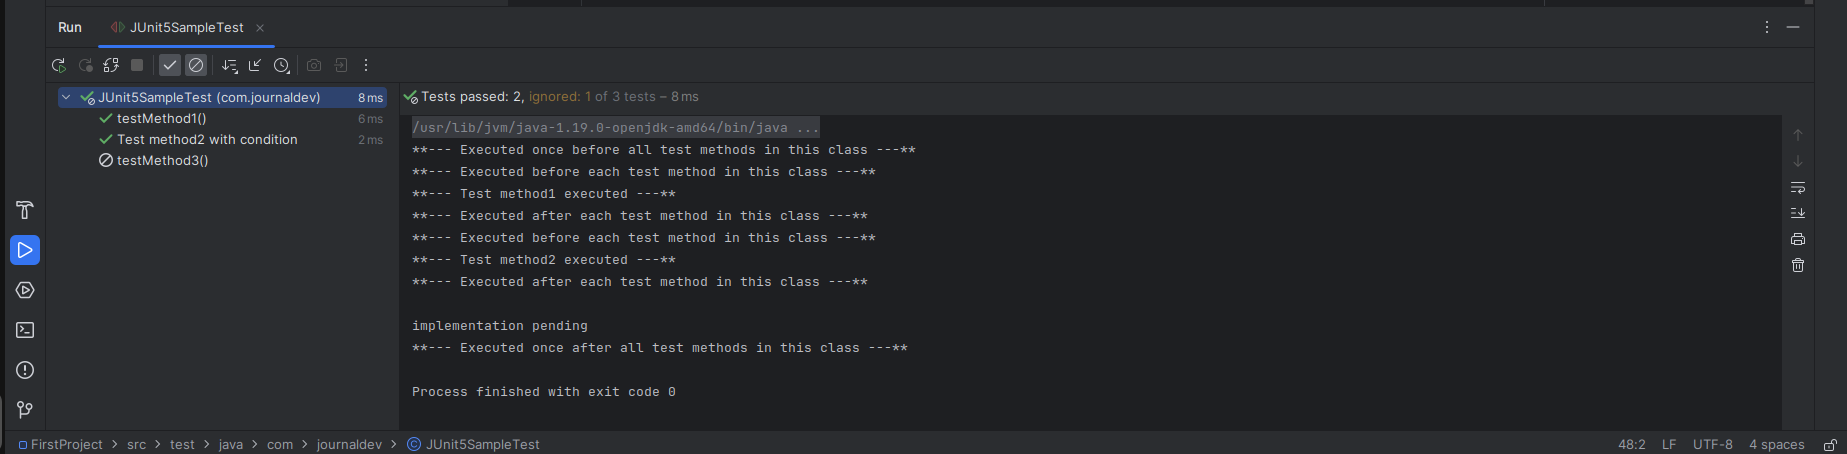 Run JUnit5SampleTest
JUnit5SampleTest (com.journaldev) 8 ms
testMethod1() 6 ms
Test method2 with condition 2 ms
testMethod3()
Tests passed: 2, ignored: 1 of 3 tests – 8 ms
/usr/lib/jvm/java-1.19.0-openjdk-amd64/bin/java ...
**--- Executed once before all test methods in this class ---**
**--- Executed before each test method in this class ---**
**--- Test method1 executed ---**
**--- Executed after each test method in this class ---**
**--- Executed before each test method in this class ---**
**--- Test method2 executed ---**
**--- Executed after each test method in this class ---**
implementation pending
**--- Executed once after all test methods in this class ---**
Process finished with exit code 0
FirstProject > src > test > java > com > journaldev > JUnit5SampleTest 48:2 LF UTF-8 4 spaces